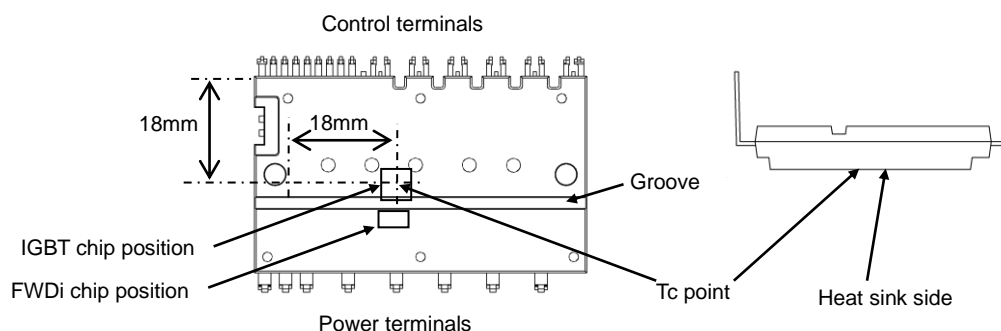 Control terminals
18mm
18mm
Groove
IGBT chip position
FWDi chip position
Tc point
Heat sink side
Power terminals